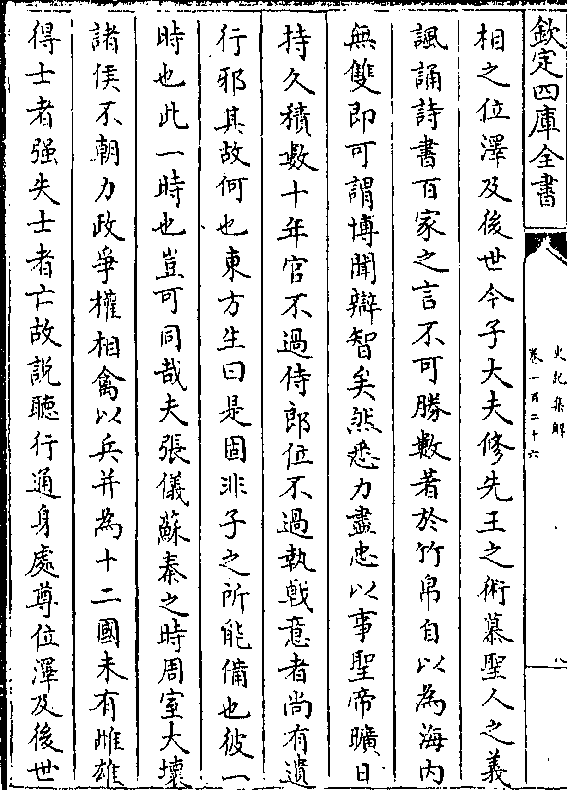 欽定四庫全書
史記集解
卷一百二十六
八
相之位澤及後世今子大夫修先王之術慕聖人之義
諷誦詩書百家之言不可勝數著於竹帛自以為海内
無雙即可謂博聞辯智矣然悉力盡忠以事聖帝曠日
持久積數十年官不過侍郎位不過執戟意者尚有遺
行邪其故何也東方生曰是固非子之所能備也彼一
時也此一時也豈可同哉夫張儀蘇秦之時周室大壞
諸侯不朝力政爭權相禽以兵并為十二國未有雌雄
得士者强失士者亡故説聽行通身處尊位澤及後世